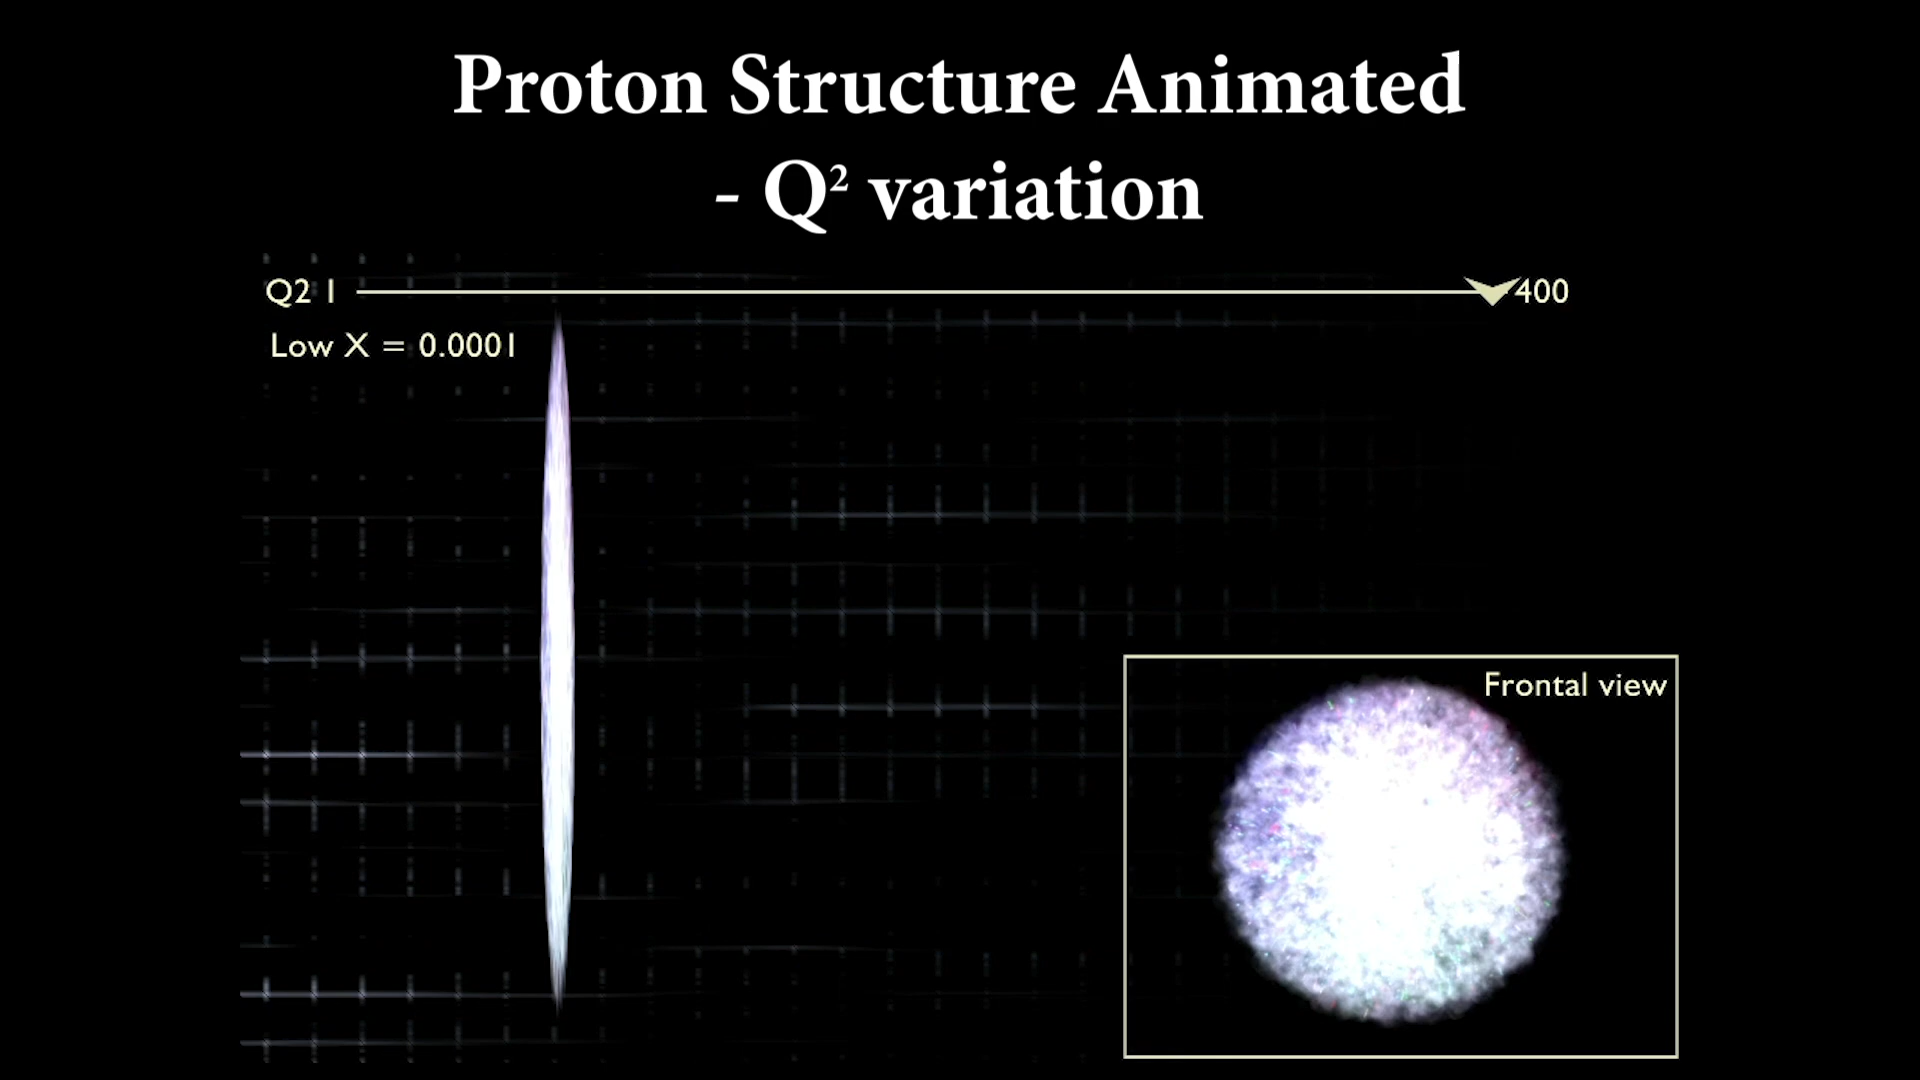 Proton Structure Animated
- Q² variation
Q2 1 400
Low X = 0.0001
Frontal view